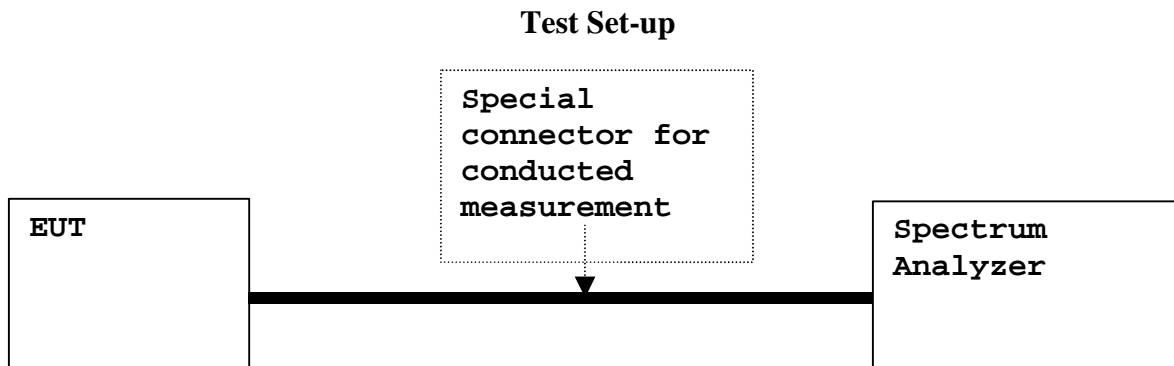 Test Set-up
Special
connector for
conducted
measurement
EUT
Spectrum
Analyzer